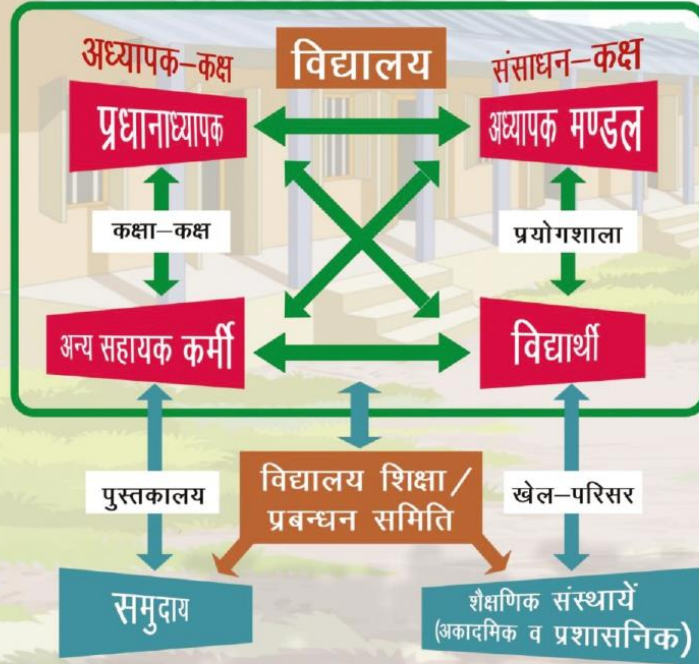 अध्यापक-कक्ष
विद्यालय
संसाधन-कक्ष
प्रधानाध्यापक
अध्यापक मण्डल
कक्षा-कक्ष
प्रयोगशाला
अन्य सहायक कर्मी
विद्यार्थी
पुस्तकालय
विद्यालय शिक्षा/
प्रबन्धन समिति
खेल-परिसर
समुदाय
शैक्षणिक संस्थायें
(अकादमिक व प्रशासनिक)